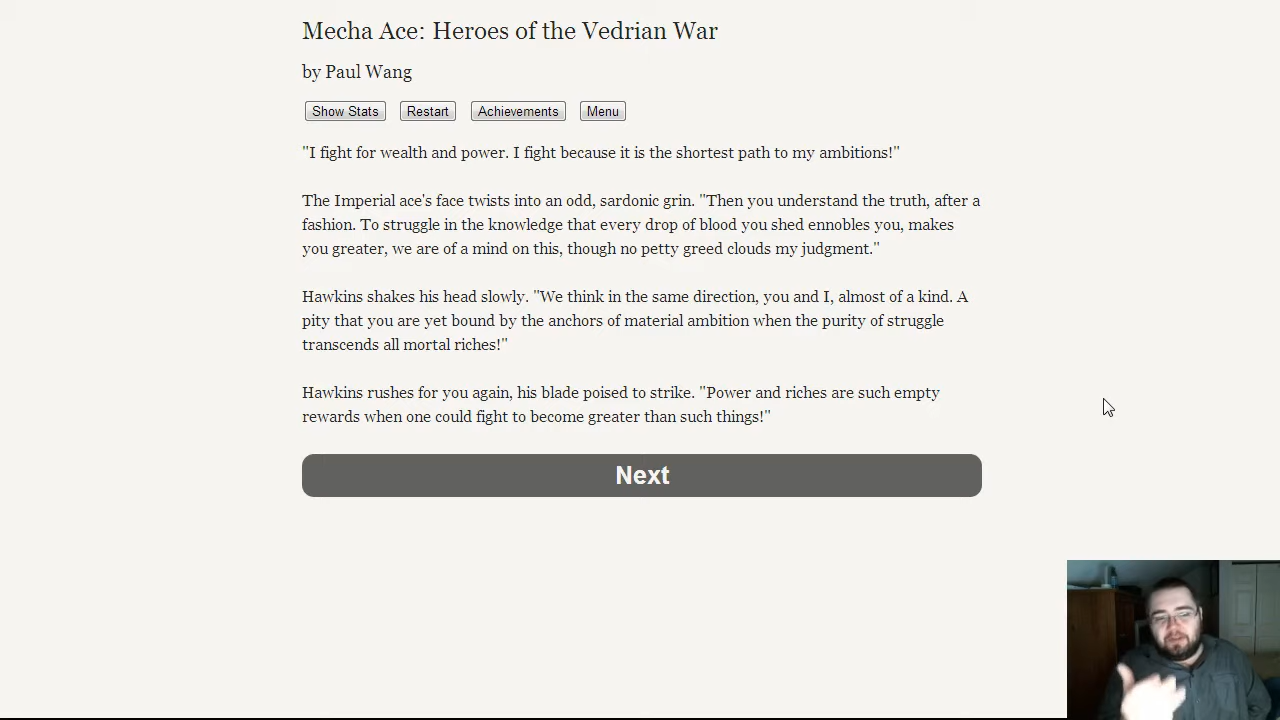 Mecha Ace: Heroes of the Vedrian War
by Paul Wang
Show Stats Restart Achievements Menu
"I fight for wealth and power. I fight because it is the shortest path to my ambitions!"
The Imperial ace's face twists into an odd, sardonic grin. "Then you understand the truth, after a
fashion. To struggle in the knowledge that every drop of blood you shed ennobles you, makes
you greater, we are of a mind on this, though no petty greed clouds my judgment."
Hawkins shakes his head slowly. "We think in the same direction, you and I, almost of a kind. A
pity that you are yet bound by the anchors of material ambition when the purity of struggle
transcends all mortal riches!"
Hawkins rushes for you again, his blade poised to strike. "Power and riches are such empty
rewards when one could fight to become greater than such things!"
Next